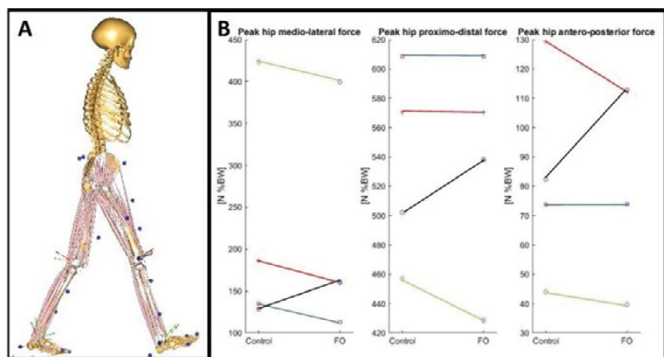 A
B
Peak hip medo-lateral force
Peak hip proximo-distal force
Peak hip antero-posterior force
[N %BW]
450
400
350
300
250
200
150
100
Control
FO
[N %BW]
620
600
580
560
540
520
500
480
460
440
420
Control
FO
[N %BW]
130
120
110
100
90
80
70
60
50
40
30
Control
FO